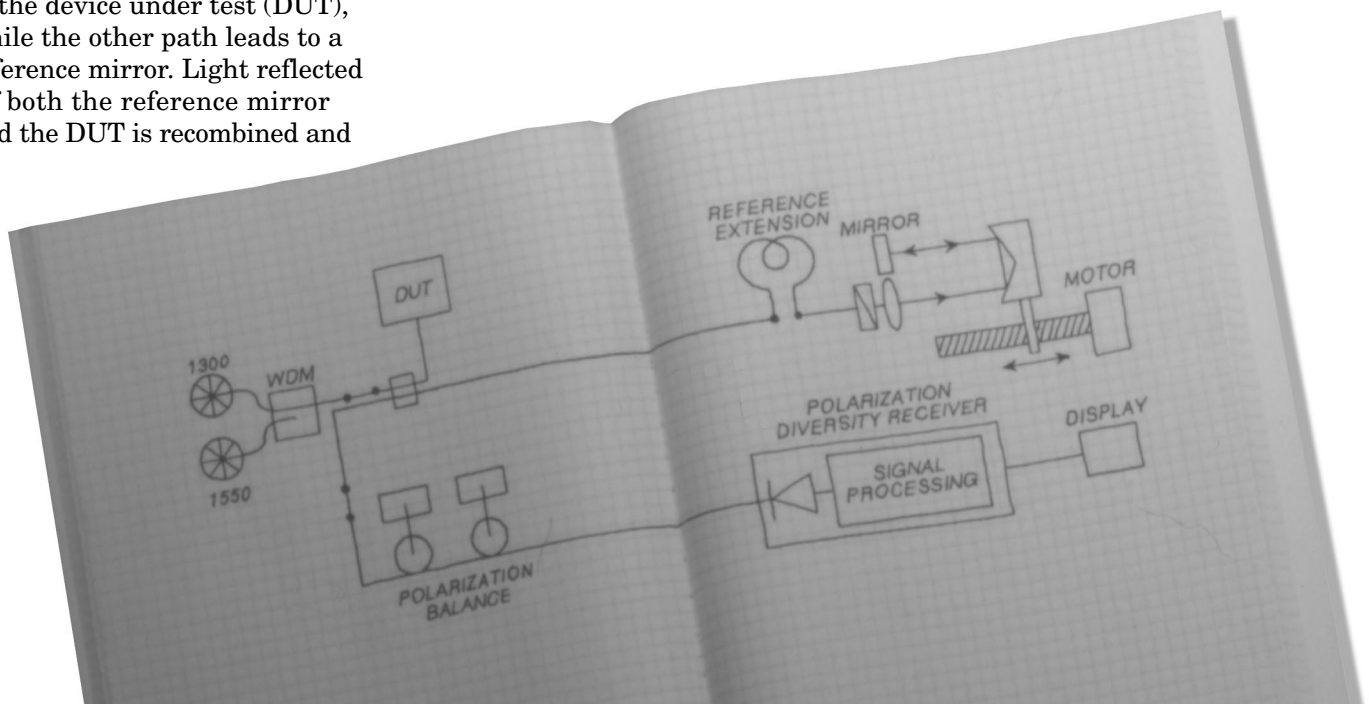 the device under test (DUT),
ile the other path leads to a
ference mirror. Light reflected
both the reference mirror
d the DUT is recombined and
REFERENCE
EXTENSION
MIRROR
MOTOR
DUT
1300
WDM
1550
POLARIZATION
DIVERSITY RECEIVER
DISPLAY
SIGNAL
PROCESSING
POLARIZATION
BALANCE